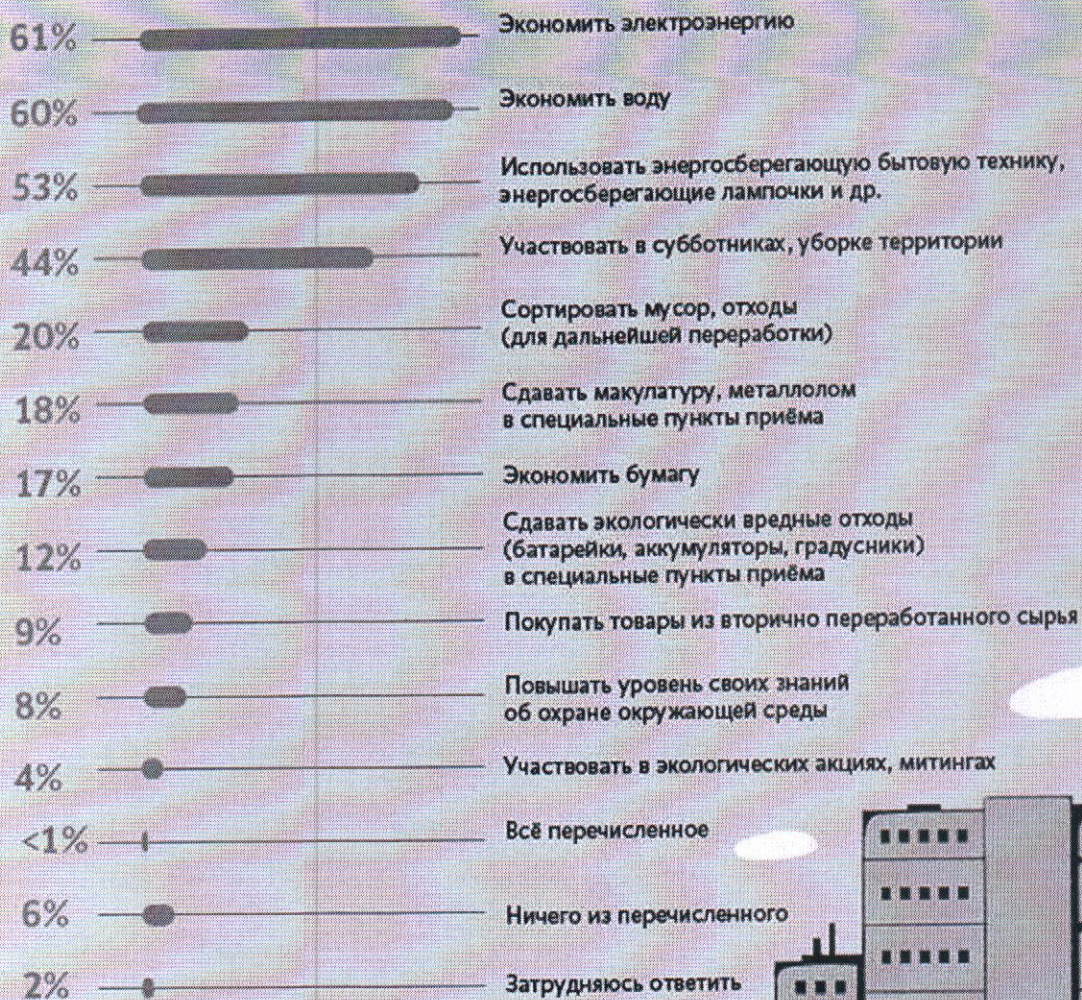 61% Экономить электроэнергию
60% Экономить воду
53% Использовать энергосберегающую бытовую технику,
энергосберегающие лампочки и др.
44% Участвовать в субботниках, уборке территории
20% Сортировать мусор, отходы
(для дальнейшей переработки)
18% Сдавать макулатуру, металлолом
в специальные пункты приёма
17% Экономить бумагу
12% Сдавать экологически вредные отходы
(батарейки, аккумуляторы, градусники)
в специальные пункты приёма
9% Покупать товары из вторично переработанного сырья
8% Повышать уровень своих знаний
об охране окружающей среды
4% Участвовать в экологических акциях, митингах
<1% Всё перечисленное
6% Ничего из перечисленного
2% Затрудняюсь ответить